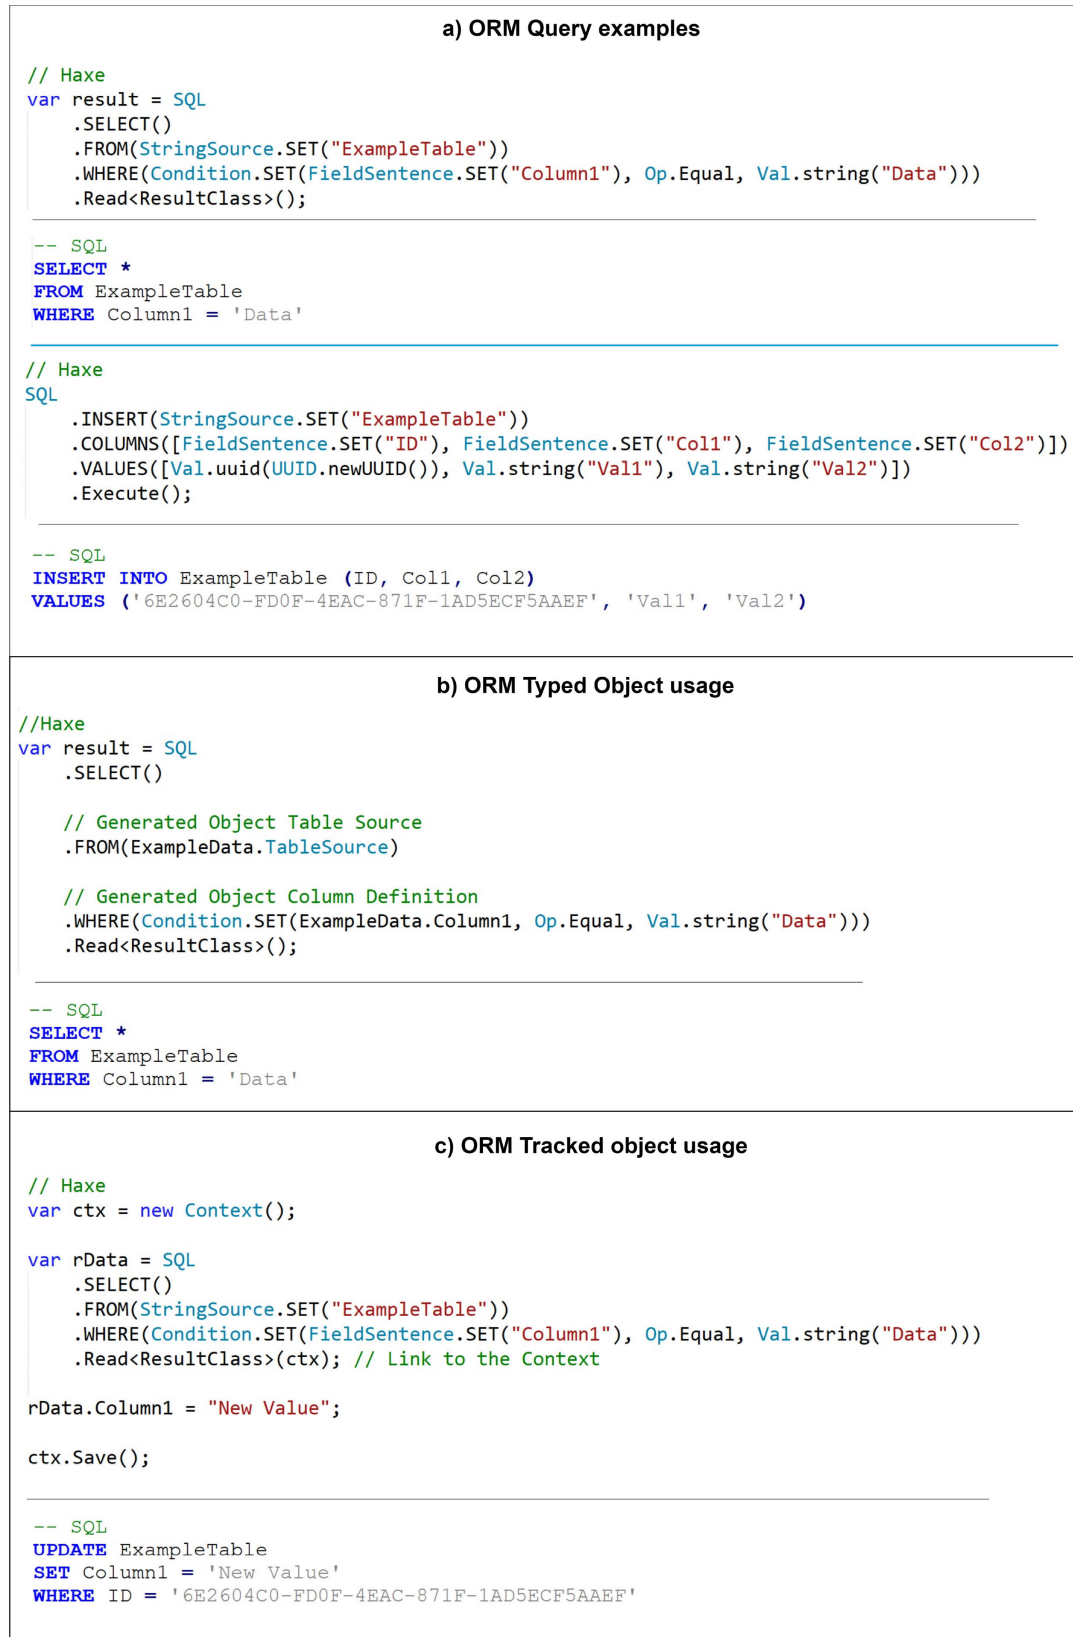 a) ORM Query examples
// Haxe
var result = SQL
.SELECT()
.FROM(StringSource.SET("ExampleTable"))
.WHERE(Condition.SET(FieldSentence.SET("Column1"), Op.Equal, Val.string("Data")))
.Read<ResultClass>();
-- SQL
SELECT *
FROM ExampleTable
WHERE Column1 = 'Data'
// Haxe
SQL
.INSERT(StringSource.SET("ExampleTable"))
.COLUMNS([FieldSentence.SET("ID"), FieldSentence.SET("Col1"), FieldSentence.SET("Col2")])
.VALUES([Val.uuid(UUID.newUUID()), Val.string("Val1"), Val.string("Val2")])
.Execute();
-- SQL
INSERT INTO ExampleTable (ID, Col1, Col2)
VALUES ('6E2604C0-FD0F-4EAC-871F-1AD5ECF5AAEF', 'Val1', 'Val2')
b) ORM Typed Object usage
//Haxe
var result = SQL
.SELECT()
// Generated Object Table Source
.FROM(ExampleData.TableSource)
// Generated Object Column Definition
.WHERE(Condition.SET(ExampleData.Column1, Op.Equal, Val.string("Data")))
.Read<ResultClass>();
-- SQL
SELECT *
FROM ExampleTable
WHERE Column1 = 'Data'
c) ORM Tracked object usage
// Haxe
var ctx = new Context();
var rData = SQL
.SELECT()
.FROM(StringSource.SET("ExampleTable"))
.WHERE(Condition.SET(FieldSentence.SET("Column1"), Op.Equal, Val.string("Data")))
.Read<ResultClass>(ctx); // Link to the Context
rData.Column1 = "New Value";
ctx.Save();
-- SQL
UPDATE ExampleTable
SET Column1 = 'New Value'
WHERE ID = '6E2604C0-FD0F-4EAC-871F-1AD5ECF5AAEF'